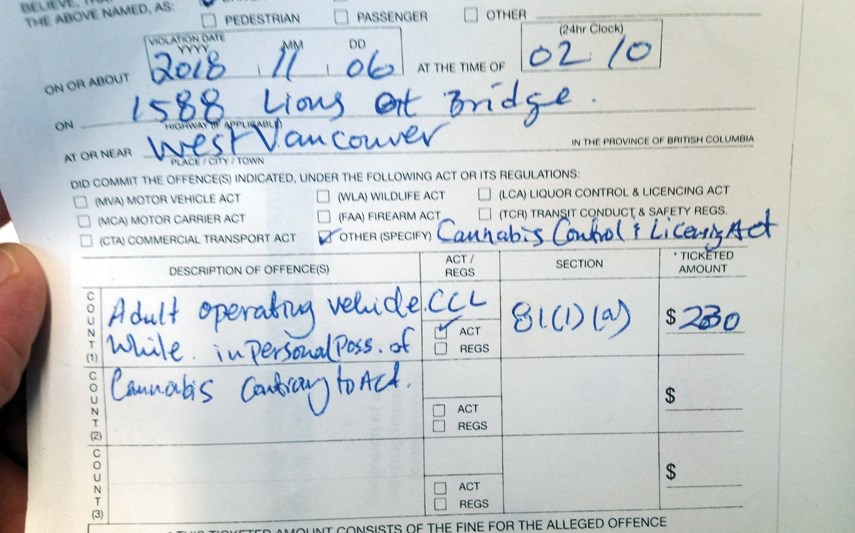 BELIEVE, THA
THE ABOVE NAMED, AS: PEDESTRIAN PASSENGER OTHER
VIOLATION DATE (24hr Clock)
YYYY MM DD
ON OR ABOUT 2018 11 06 AT THE TIME OF 02 10
ON 1588 Lions Bridge.
HIGHWAY (IF APPLICABLE)
AT OR NEAR West Vancouver IN THE PROVINCE OF BRITISH COLUMBIA
PLACE / CITY / TOWN
DID COMMIT THE OFFENCE(S) INDICATED, UNDER THE FOLLOWING ACT OR ITS REGULATIONS:
(MVA) MOTOR VEHICLE ACT (WLA) WILDLIFE ACT (LCA) LIQUOR CONTROL & LICENCING ACT
(MCA) MOTOR CARRIER ACT (FAA) FIREARM ACT (TCR) TRANSIT CONDUCT & SAFETY REGS.
(CTA) COMMERCIAL TRANSPORT ACT OTHER (SPECIFY) Cannabis Control & Act
DESCRIPTION OF OFFENCE(S) ACT / REGS SECTION * TICKETED AMOUNT
COUNT (1) Adult operating vehicle CCL 81(1)(a) $ 230
ACT
While in Personal Poss. of REGS
COUNT (2) Cannabis Contrary to Act. $
ACT
REGS
COUNT (3) $
ACT
REGS
THIS TICKETED AMOUNT CONSISTS OF THE FINE FOR THE ALLEGED OFFENCE